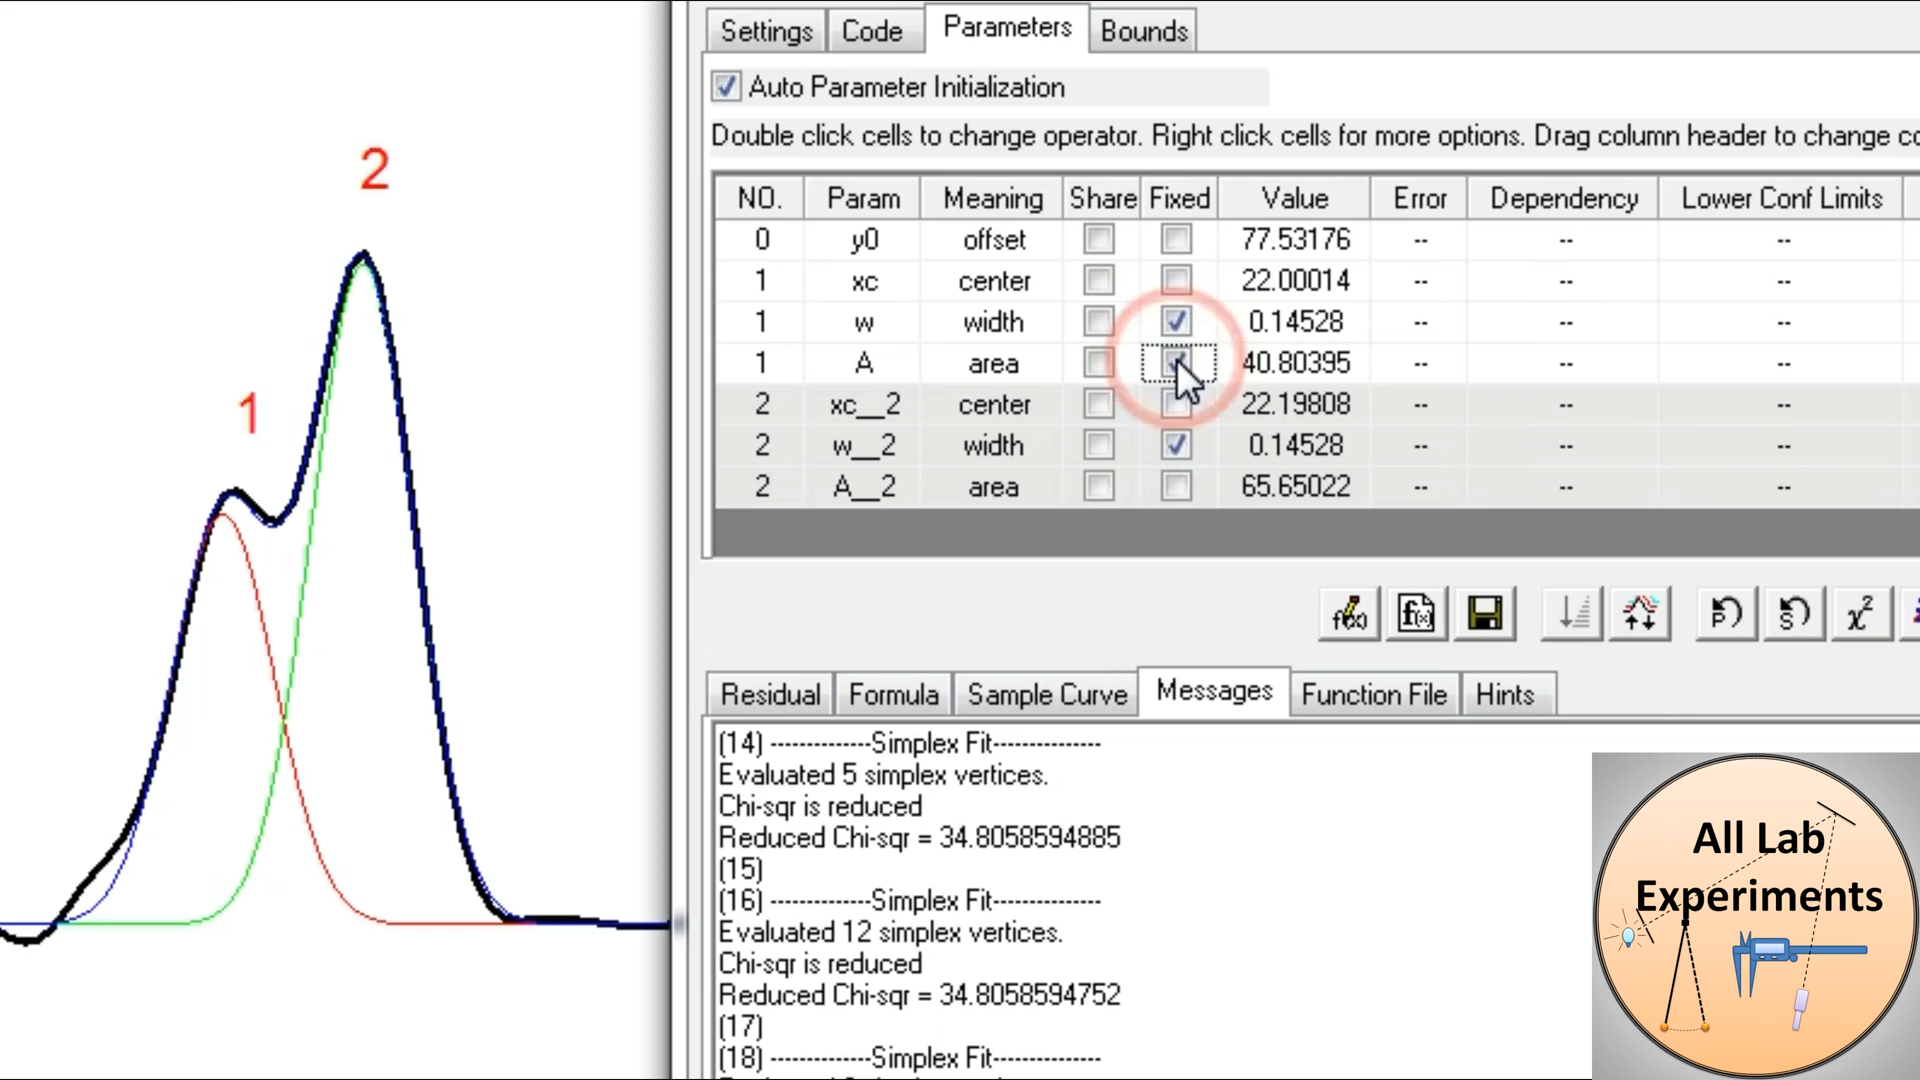 Settings Code Parameters Bounds
Auto Parameter Initialization
Double click cells to change operator. Right click cells for more options. Drag column header to change
NO. Param Meaning Share Fixed Value Error Dependency Lower Conf Limits
0 y0 offset 77.53176 -- -- --
1 xc center 22.00014 -- -- --
1 w width 0.14528 -- -- --
1 A area 40.80395 -- -- --
2 xc__2 center 22.19808 -- -- --
2 w__2 width 0.14528 -- -- --
2 A__2 area 65.65022 -- -- --
2
1
f(x) f(x) P S χ²
Residual Formula Sample Curve Messages Function File Hints
(14) -------------Simplex Fit--------------
Evaluated 5 simplex vertices.
Chi-sqr is reduced
Reduced Chi-sqr = 34.8058594885
(15)
(16) -------------Simplex Fit--------------
Evaluated 12 simplex vertices.
Chi-sqr is reduced
Reduced Chi-sqr = 34.8058594752
(17)
(18) -------------Simplex Fit--------------
All Lab
Experiments